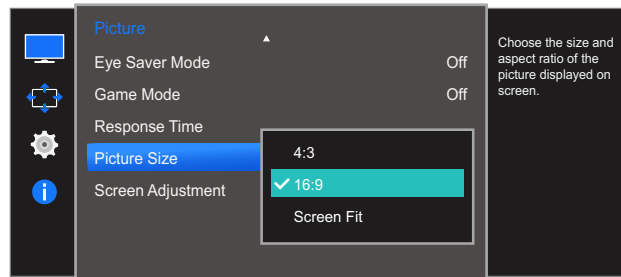 Picture
Eye Saver Mode Off
Game Mode Off
Response Time
Picture Size
Screen Adjustment
4:3
16:9
Screen Fit
Choose the size and
aspect ratio of the
picture displayed on
screen.